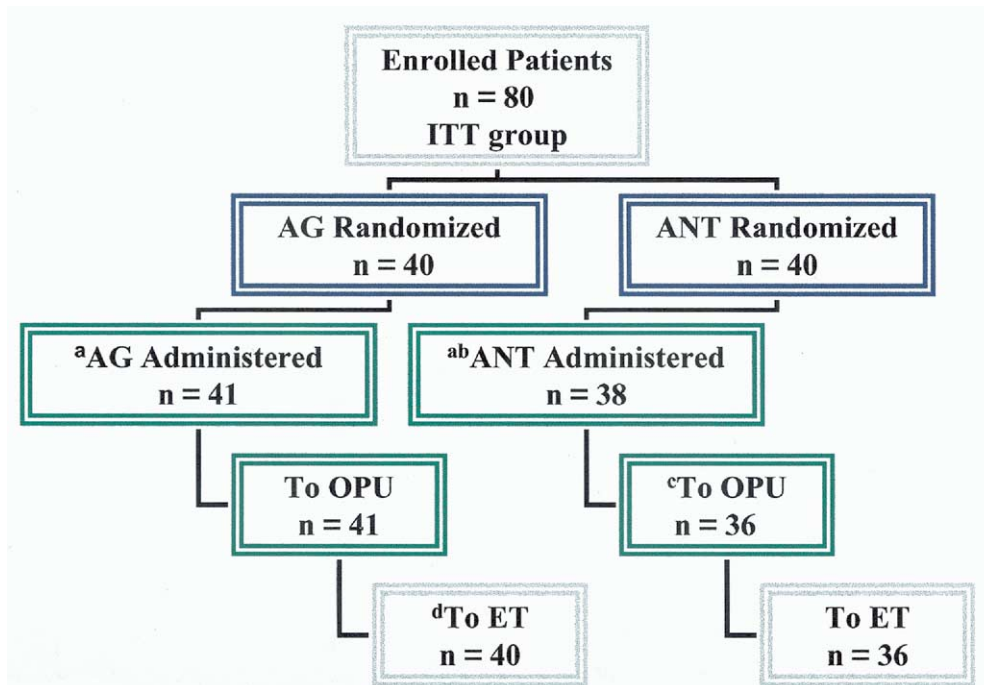 Enrolled Patients
n = 80
ITT group
AG Randomized
n = 40
ANT Randomized
n = 40
aAG Administered
n = 41
abANT Administered
n = 38
To OPU
n = 41
cTo OPU
n = 36
dTo ET
n = 40
To ET
n = 36